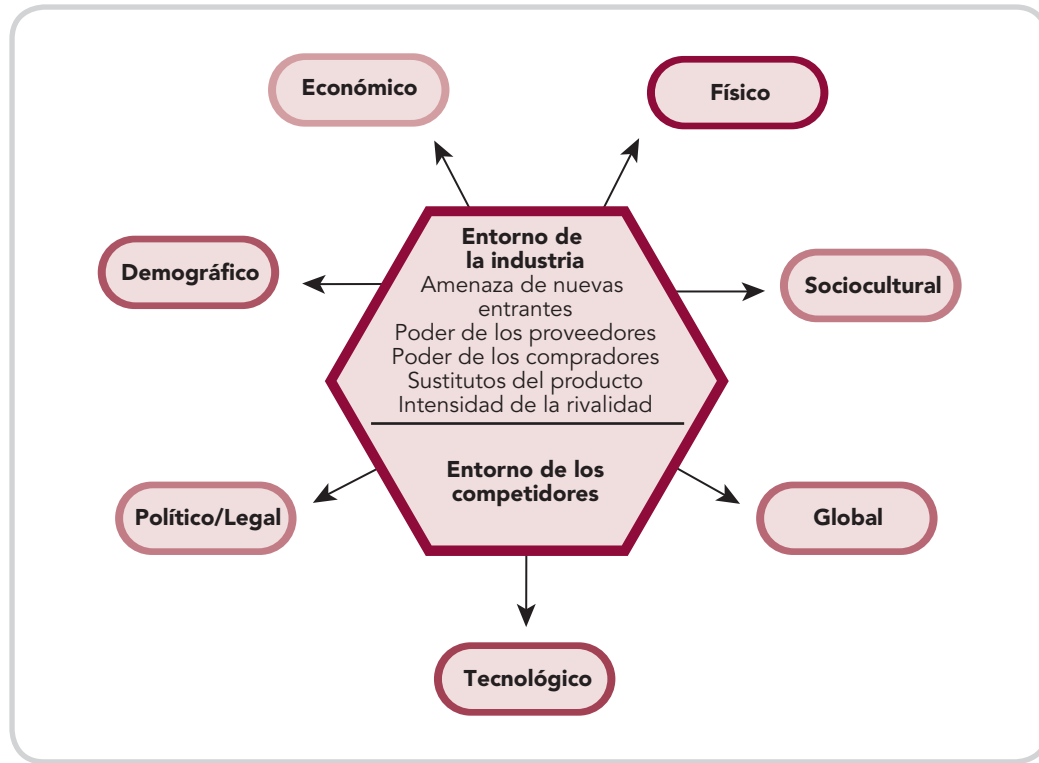 Económico
Físico
Demográfico
Entorno de
la industria
Amenaza de nuevas
entrantes
Poder de los proveedores
Poder de los compradores
Sustitutos del producto
Intensidad de la rivalidad
Sociocultural
Político/Legal
Entorno de los
competidores
Global
Tecnológico